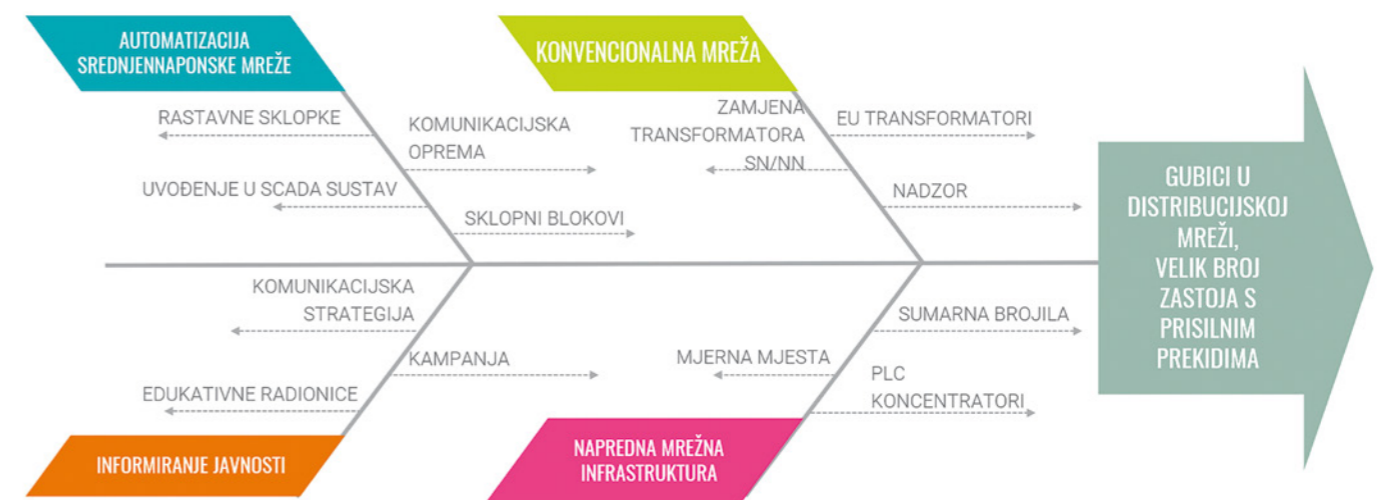 AUTOMATIZACIJA
SREDNJENNAPONSKE MREŽE
KONVENCIONALNA MREŽA
RASTAVNE SKLOPKE
KOMUNIKACIJSKA
OPREMA
UVOĐENJE U SCADA SUSTAV
SKLOPNI BLOKOVI
ZAMJENA
TRANSFORMATORA
SN/NN
EU TRANSFORMATORI
NADZOR
GUBICI U
DISTRIBUCIJSKOJ
MREŽI,
VELIK BROJ
ZASTOJA S
PRISILNIM
PREKIDIMA
KOMUNIKACIJSKA
STRATEGIJA
KAMPANJA
EDUKATIVNE RADIONICE
SUMARNA BROJILA
MJERNA MJESTA
PLC
KONCENTRATORI
INFORMIRANJE JAVNOSTI
NAPREDNA MREŽNA
INFRASTRUKTURA